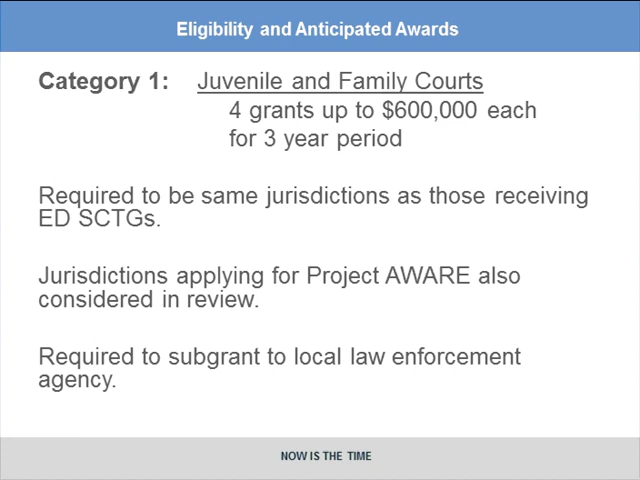 Eligibility and Anticipated Awards
Category 1: Juvenile and Family Courts
4 grants up to $600,000 each
for 3 year period
Required to be same jurisdictions as those receiving
ED SCTGs.
Jurisdictions applying for Project AWARE also
considered in review.
Required to subgrant to local law enforcement
agency.
NOW IS THE TIME